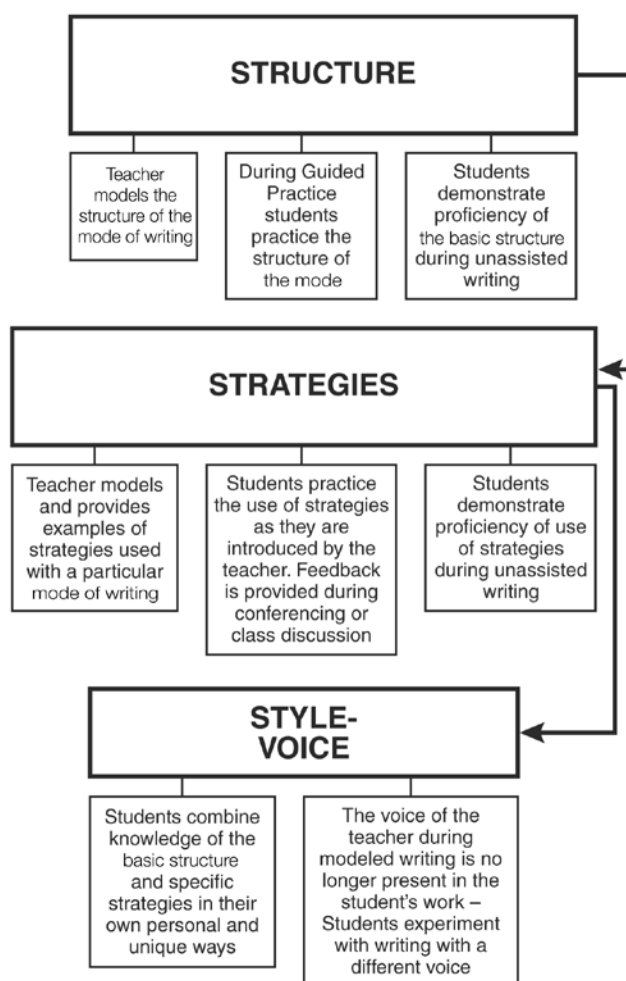 STRUCTURE
Teacher
models the
structure of the
mode of writing
During Guided
Practice
students
practice the
structure of
the mode
Students
demonstrate
proficiency of
the basic structure
during unassisted
writing
STRATEGIES
Teacher models
and provides
examples of
strategies used
with a particular
mode of writing
Students practice
the use of strategies
as they are
introduced by the
teacher. Feedback
is provided during
conferencing or
class discussion
Students
demonstrate
proficiency of use
of strategies
during unassisted
writing
STYLE-
VOICE
Students combine
knowledge of the
basic structure
and specific
strategies in their
own personal and
unique ways
The voice of the
teacher during
modeled writing is no
longer present in the
student's work –
Students experiment
with writing with a
different voice